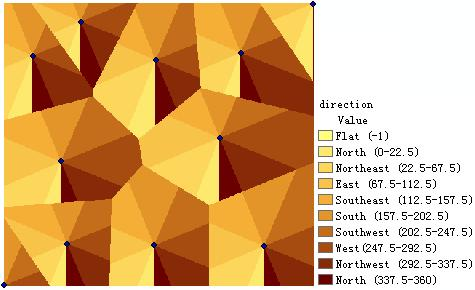 direction
Value
Flat (-1)
North (0-22.5)
Northeast (22.5-67.5)
East (67.5-112.5)
Southeast (112.5-157.5)
South (157.5-202.5)
Southwest (202.5-247.5)
West(247.5-292.5)
Northwest (292.5-337.5)
North (337.5-360)